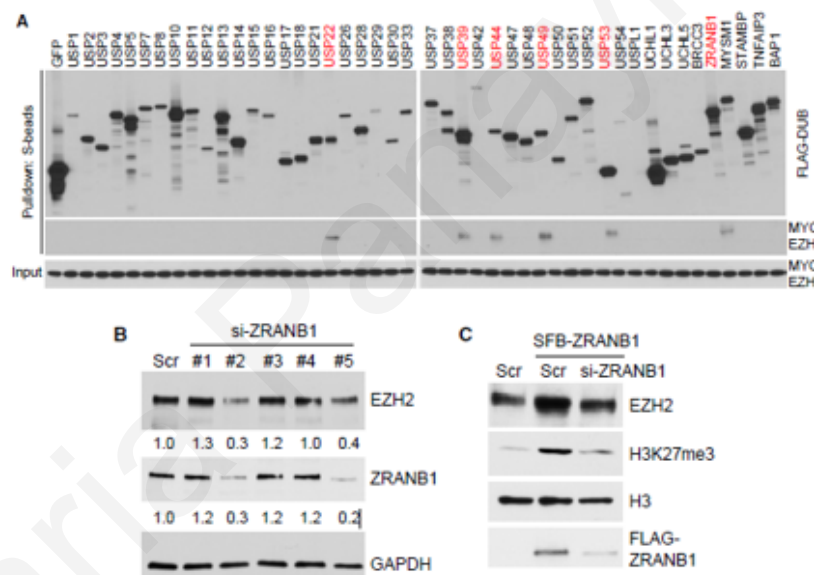 A
GFP USP1 USP2 USP3 USP4 USP5 USP7 USP8 USP10 USP11 USP12 USP13 USP14 USP15 USP16 USP17 USP18 USP21 USP22 USP26 USP28 USP29 USP30 USP33 USP37 USP38 USP39 USP42 USP44 USP47 USP48 USP49 USP50 USP51 USP52 USP53 USP54 USPL1 UCHL1 UCHL3 UCHL5 BRCC3 ZRANB1 MYSM1 STAMBP TNFAIP3 BAP1
Pulldown: S-beads
FLAG-DUB
MYC
EZH
Input
MYC
EZH
B
si-ZRANB1
Scr #1 #2 #3 #4 #5
EZH2
1.0 1.3 0.3 1.2 1.0 0.4
ZRANB1
1.0 1.2 0.3 1.2 1.2 0.2
GAPDH
C
SFB-ZRANB1
Scr Scr si-ZRANB1
EZH2
H3K27me3
H3
FLAG-
ZRANB1